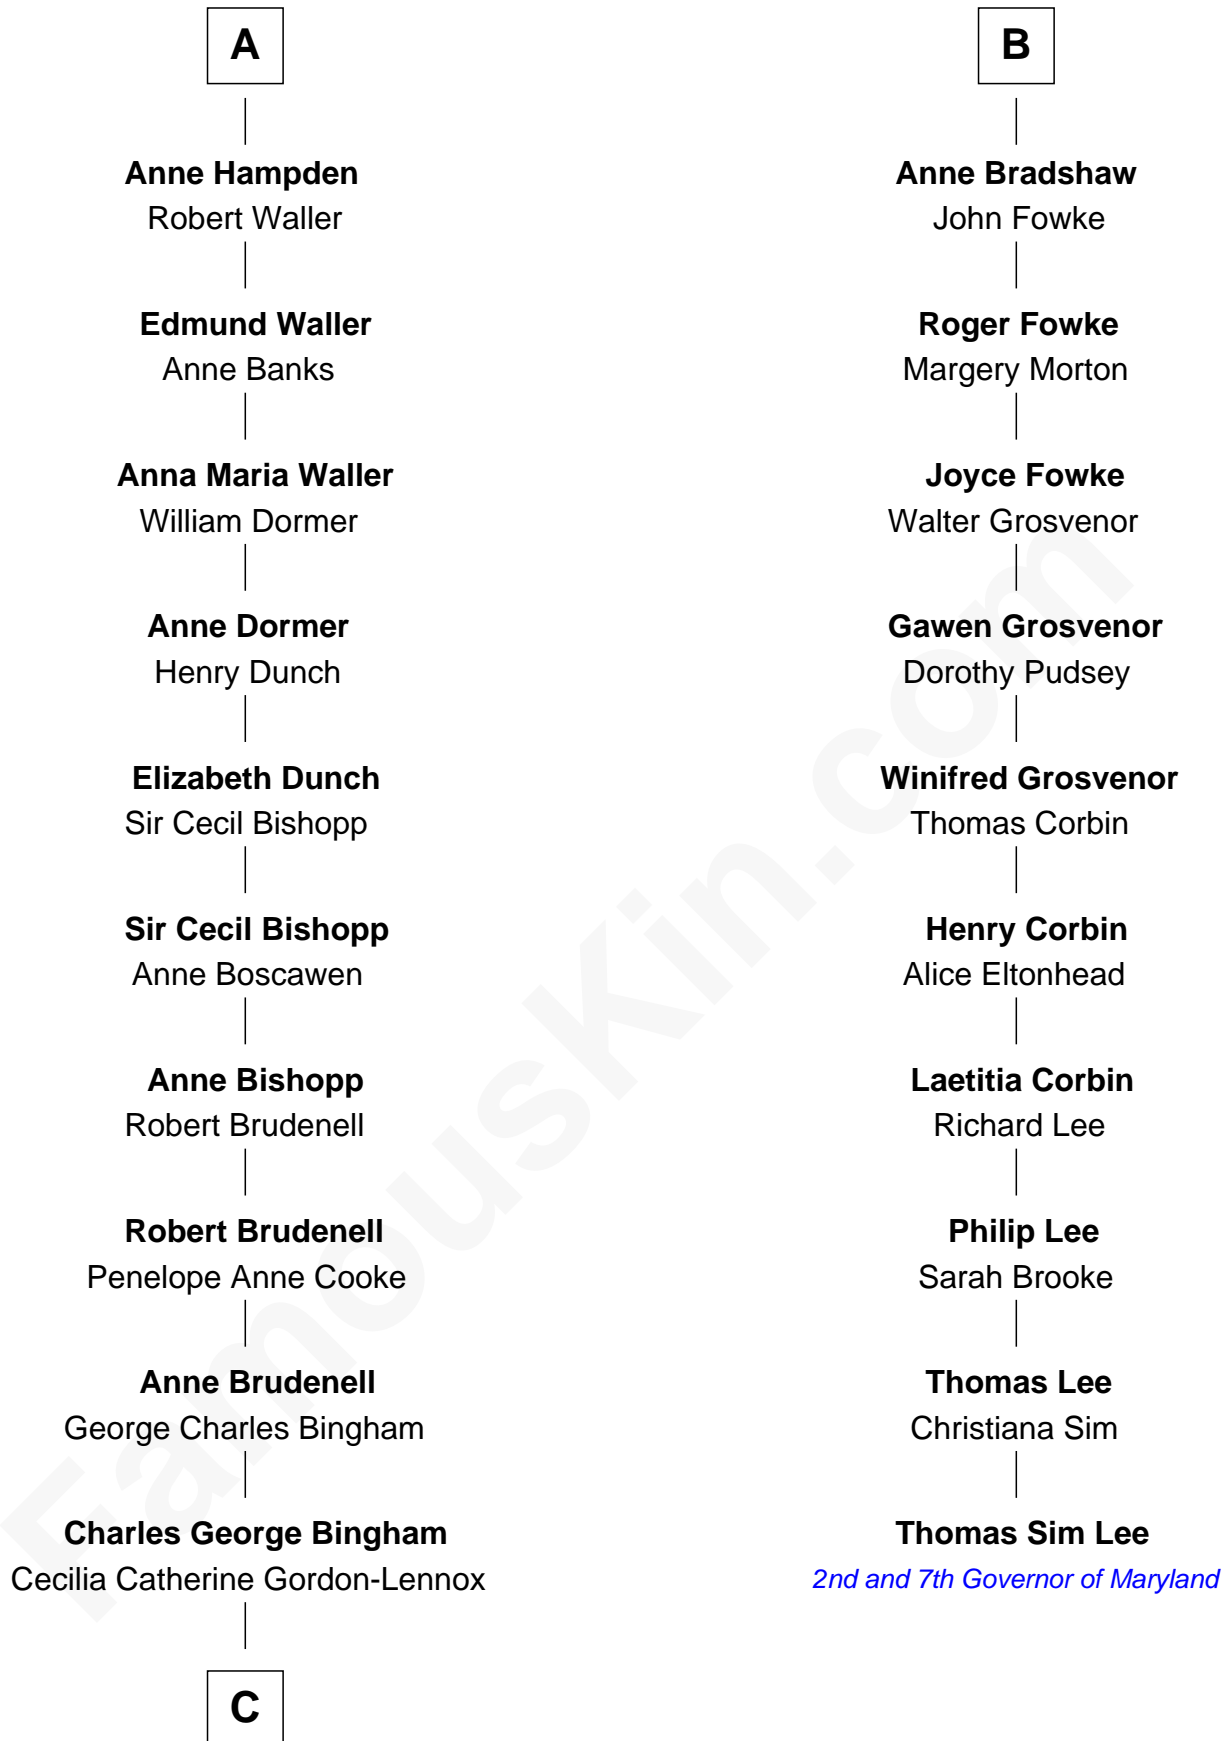 A
Anne Hampden
Robert Waller
Edmund Waller
Anne Banks
Anna Maria Waller
William Dormer
Anne Dormer
Henry Dunch
Elizabeth Dunch
Sir Cecil Bishopp
Sir Cecil Bishopp
Anne Boscawen
Anne Bishopp
Robert Brudenell
Robert Brudenell
Penelope Anne Cooke
Anne Brudenell
George Charles Bingham
Charles George Bingham
Cecilia Catherine Gordon-Lennox
C
B
Anne Bradshaw
John Fowke
Roger Fowke
Margery Morton
Joyce Fowke
Walter Grosvenor
Gawen Grosvenor
Dorothy Pudsey
Winifred Grosvenor
Thomas Corbin
Henry Corbin
Alice Eltonhead
Laetitia Corbin
Richard Lee
Philip Lee
Sarah Brooke
Thomas Lee
Christiana Sim
Thomas Sim Lee
2nd and 7th Governor of Maryland
FamousKin.com